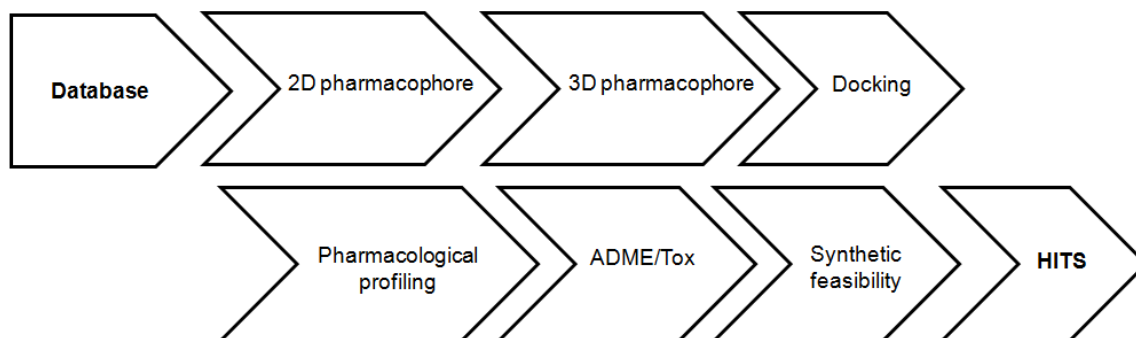 Database
2D pharmacophore
3D pharmacophore
Docking
Pharmacological
profiling
ADME/Tox
Synthetic
feasibility
HITS